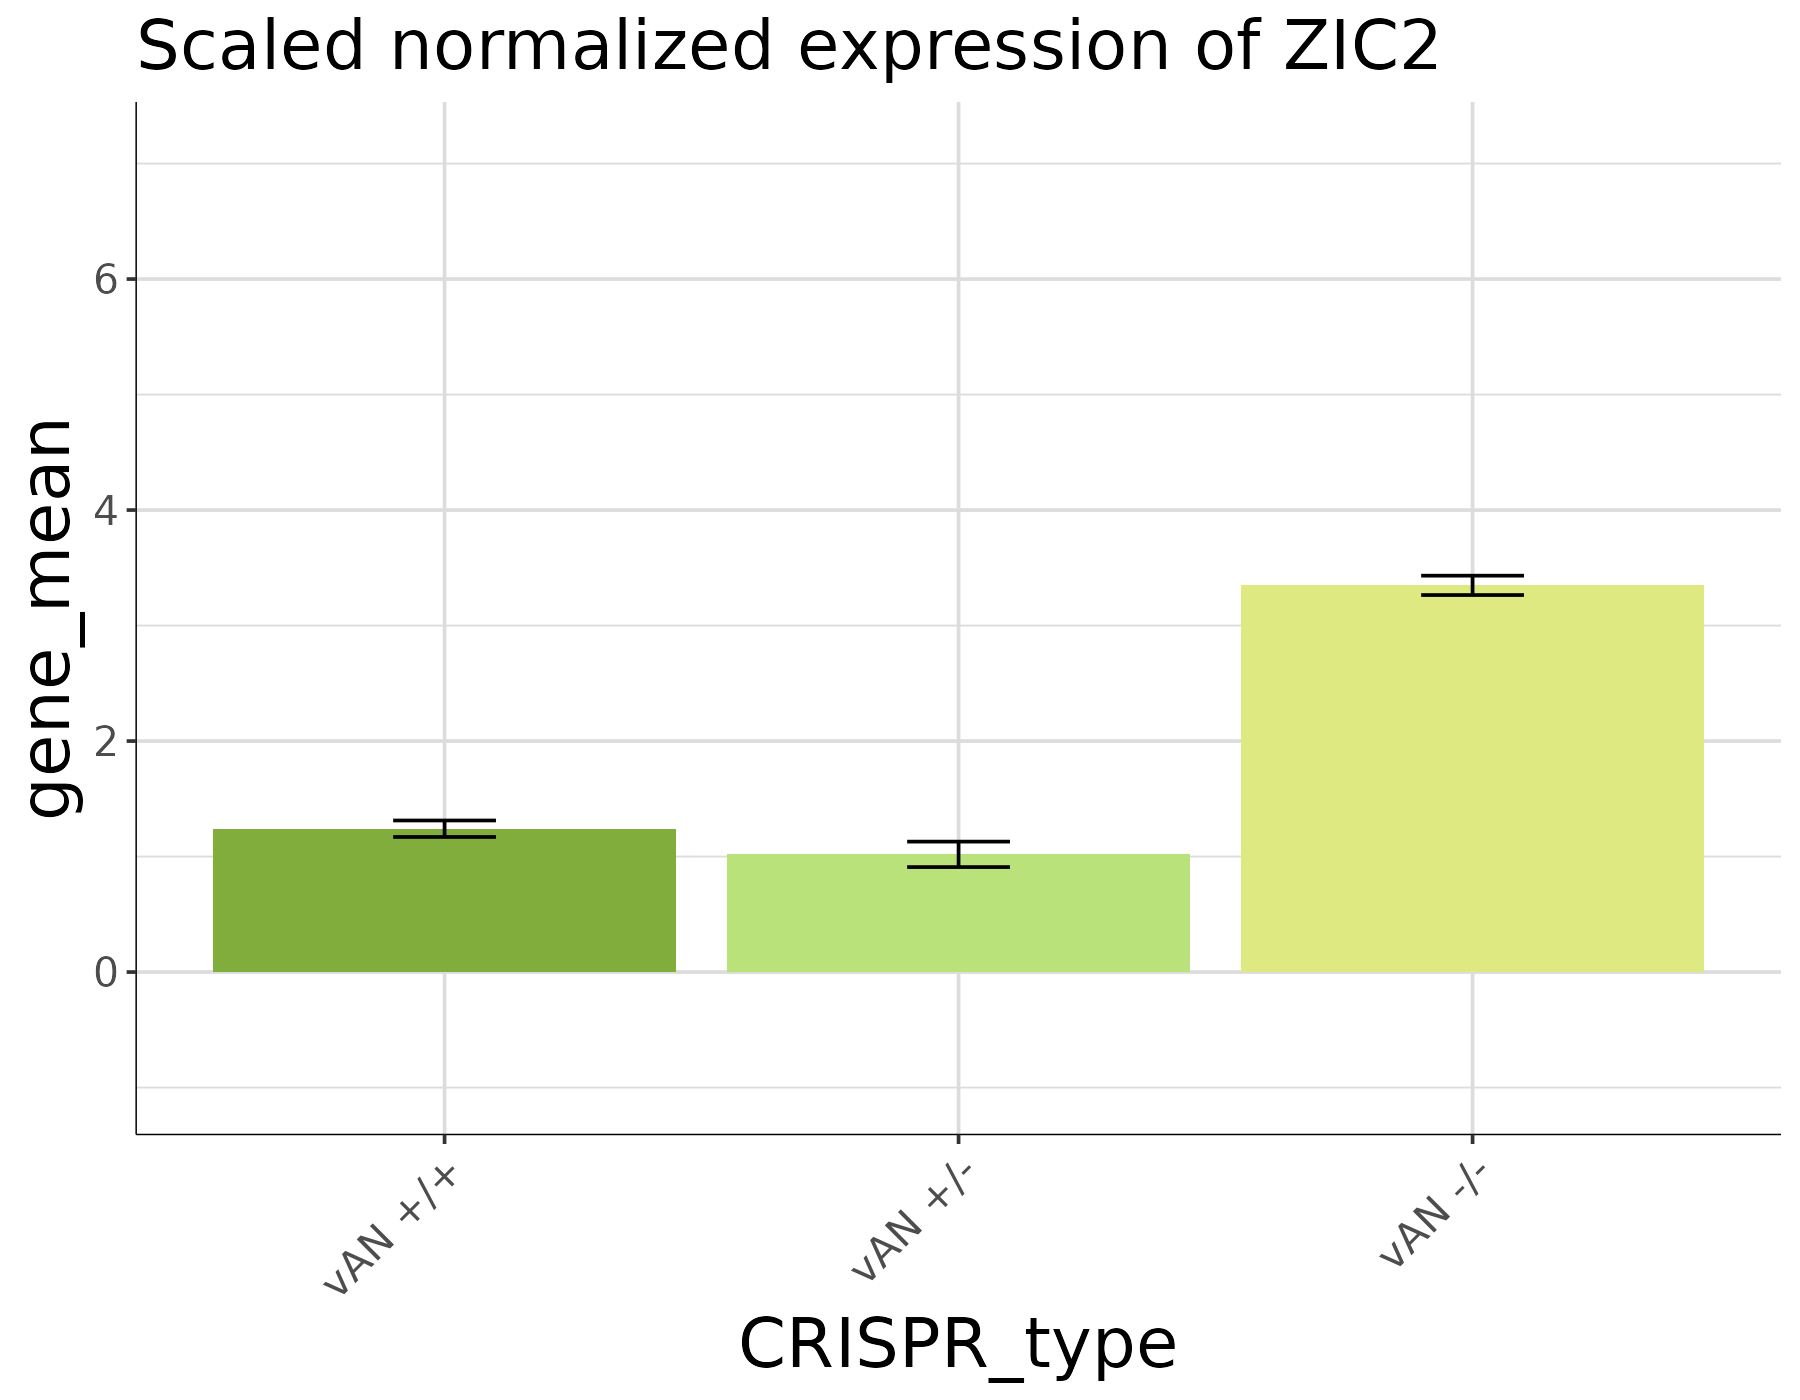 Scaled normalized expression of ZIC2
gene_mean
6
4
2
0
vAN +/+
vAN +/-
vAN -/-
CRISPR_type